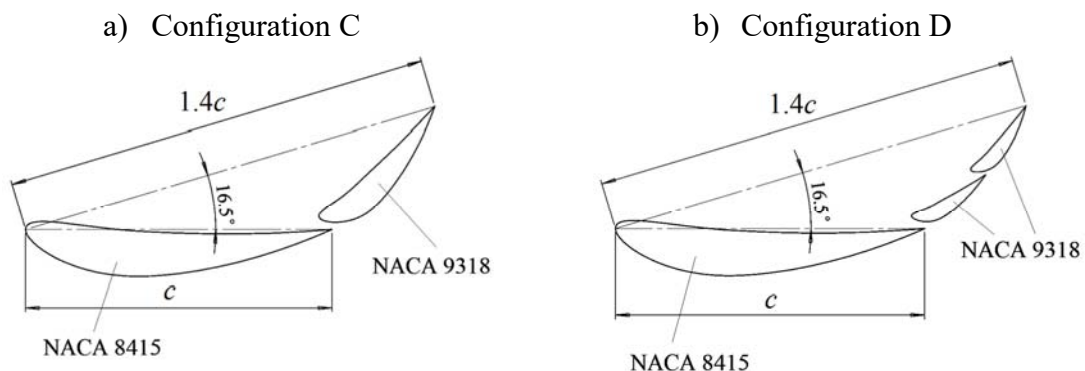 a) Configuration C
1.4c
16.5°
NACA 9318
c
NACA 8415
b) Configuration D
1.4c
16.5°
NACA 9318
c
NACA 8415